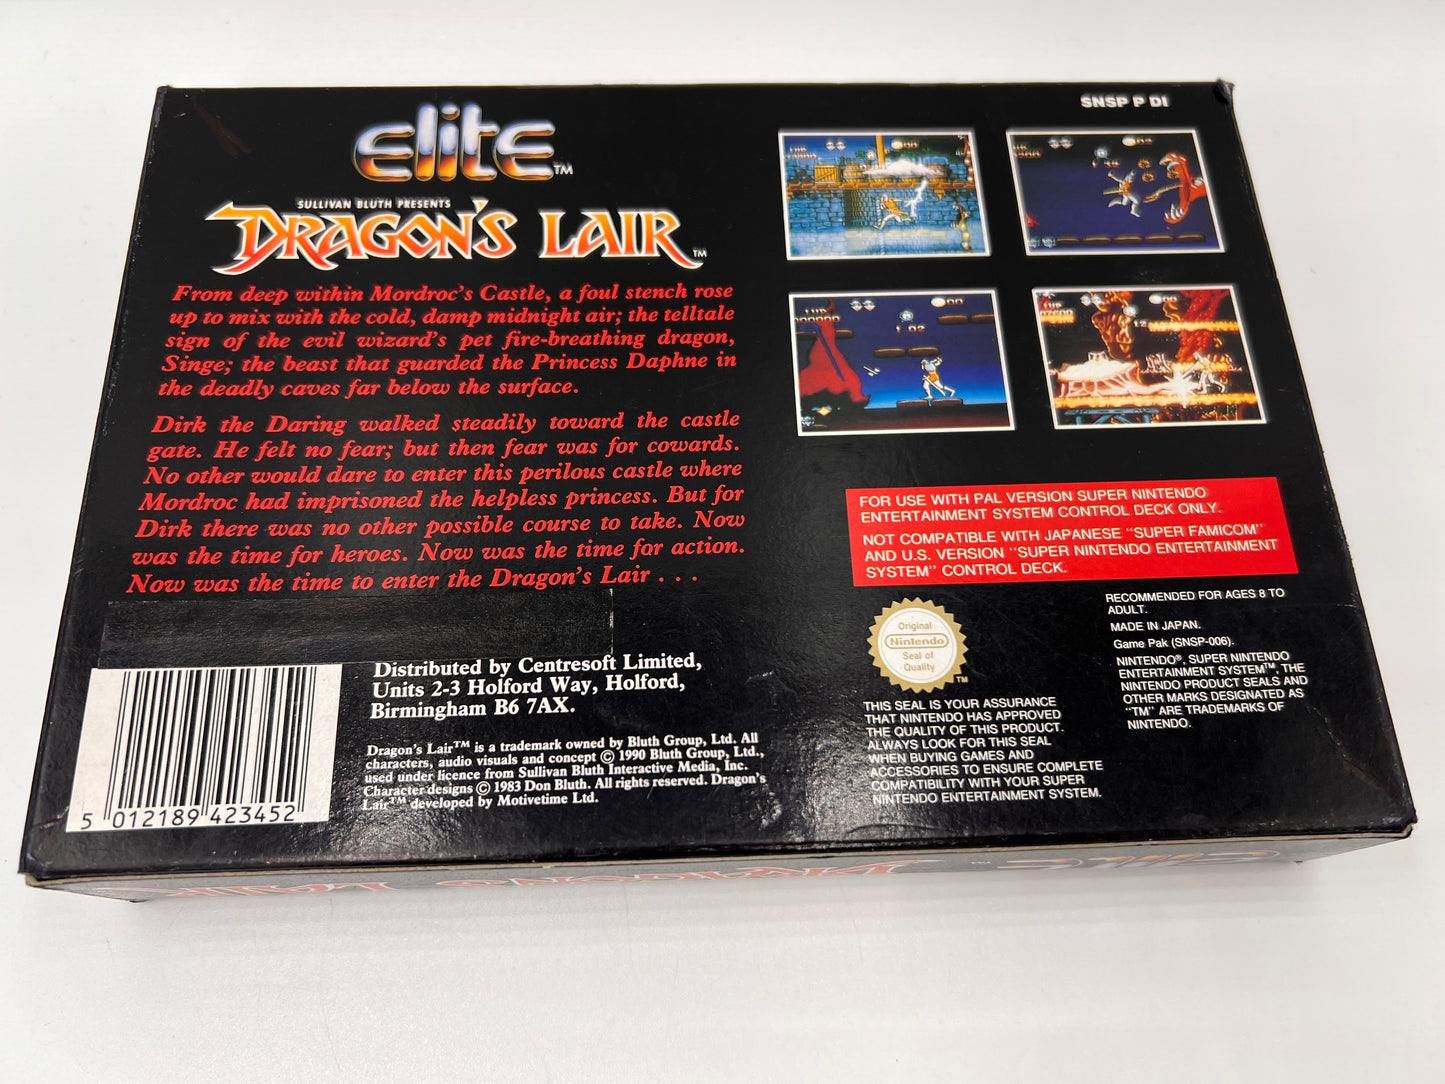 elite™
SULLIVAN BLUTH PRESENTS
DRAGON'S LAIR™
From deep within Mordroc's Castle, a foul stench rose
up to mix with the cold, damp midnight air; the telltale
sign of the evil wizard's pet fire-breathing dragon,
Singe; the beast that guarded the Princess Daphne in
the deadly caves far below the surface.
Dirk the Daring walked steadily toward the castle
gate. He felt no fear; but then fear was for cowards.
No other would dare to enter this perilous castle where
Mordroc had imprisoned the helpless princess. But for
Dirk there was no other possible course to take. Now
was the time for heroes. Now was the time for action.
Now was the time to enter the Dragon's Lair . . .
Distributed by Centresoft Limited,
Units 2-3 Holford Way, Holford,
Birmingham B6 7AX.
Dragon's Lair™ is a trademark owned by Bluth Group, Ltd. All
characters, audio visuals and concept © 1990 Bluth Group, Ltd.,
used under licence from Sullivan Bluth Interactive Media, Inc.
Character designs © 1983 Don Bluth. All rights reserved. Dragon's
Lair™ developed by Motivetime Ltd.
5 012189 423452
SNSP P DI
FOR USE WITH PAL VERSION SUPER NINTENDO
ENTERTAINMENT SYSTEM CONTROL DECK ONLY.
NOT COMPATIBLE WITH JAPANESE "SUPER FAMICOM"
AND U.S. VERSION "SUPER NINTENDO ENTERTAINMENT
SYSTEM" CONTROL DECK.
Original
Nintendo
Seal of
Quality
TM
THIS SEAL IS YOUR ASSURANCE
THAT NINTENDO HAS APPROVED
THE QUALITY OF THIS PRODUCT.
ALWAYS LOOK FOR THIS SEAL
WHEN BUYING GAMES AND
ACCESSORIES TO ENSURE COMPLETE
COMPATIBILITY WITH YOUR SUPER
NINTENDO ENTERTAINMENT SYSTEM.
RECOMMENDED FOR AGES 8 TO
ADULT.
MADE IN JAPAN.
Game Pak (SNSP-006).
NINTENDO®, SUPER NINTENDO
ENTERTAINMENT SYSTEM™, THE
NINTENDO PRODUCT SEALS AND
OTHER MARKS DESIGNATED AS
"TM" ARE TRADEMARKS OF
NINTENDO.
elite™ DRAGON'S LAIR